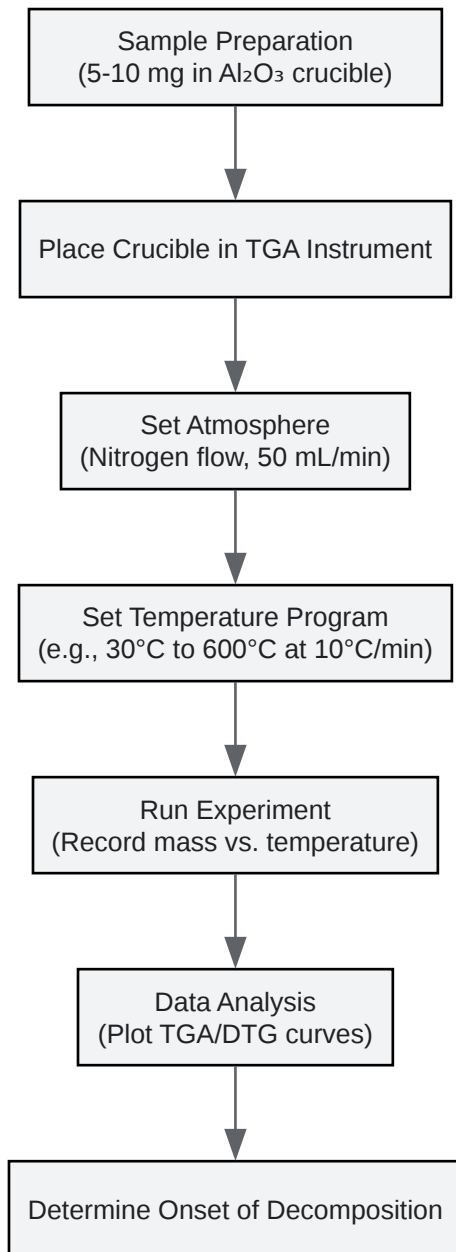 Sample Preparation
(5-10 mg in Al₂O₃ crucible)
Place Crucible in TGA Instrument
Set Atmosphere
(Nitrogen flow, 50 mL/min)
Set Temperature Program
(e.g., 30°C to 600°C at 10°C/min)
Run Experiment
(Record mass vs. temperature)
Data Analysis
(Plot TGA/DTG curves)
Determine Onset of Decomposition